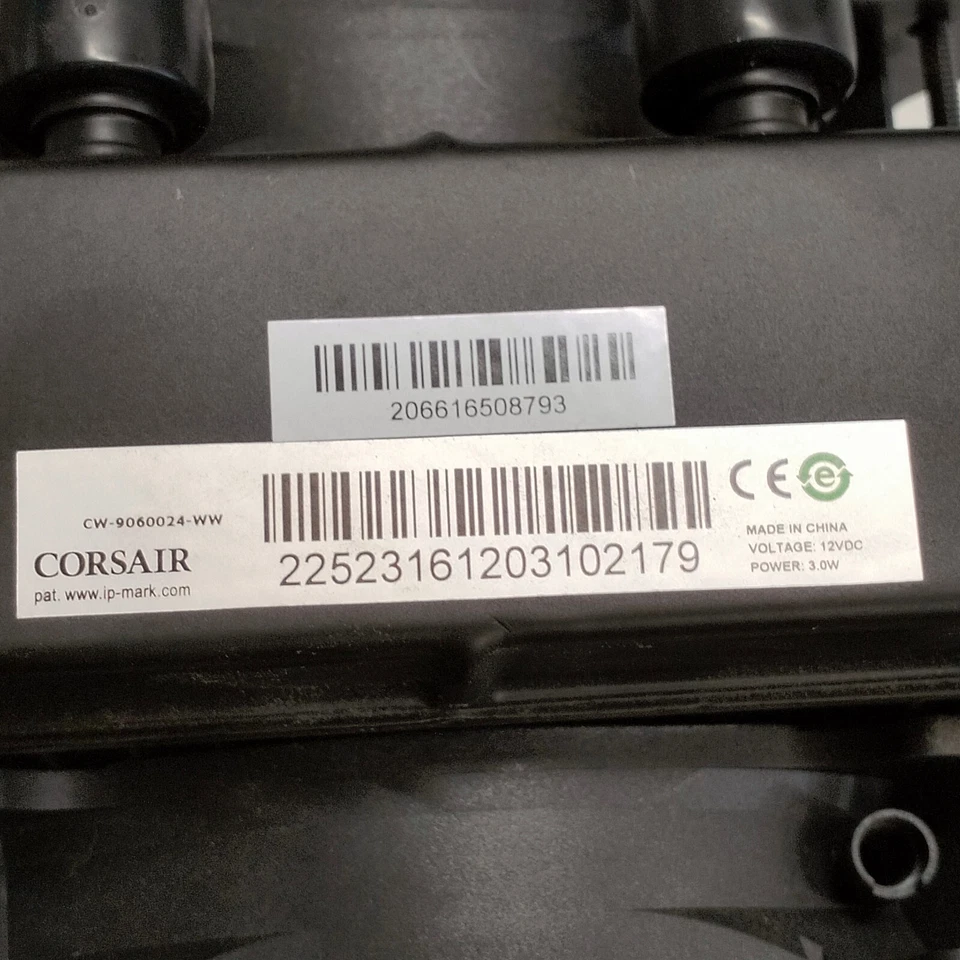 206616508793
CW-9060024-WW
CORSAIR
pat. www.ip-mark.com
22523161203102179
CE e
MADE IN CHINA
VOLTAGE: 12VDC
POWER: 3.0W